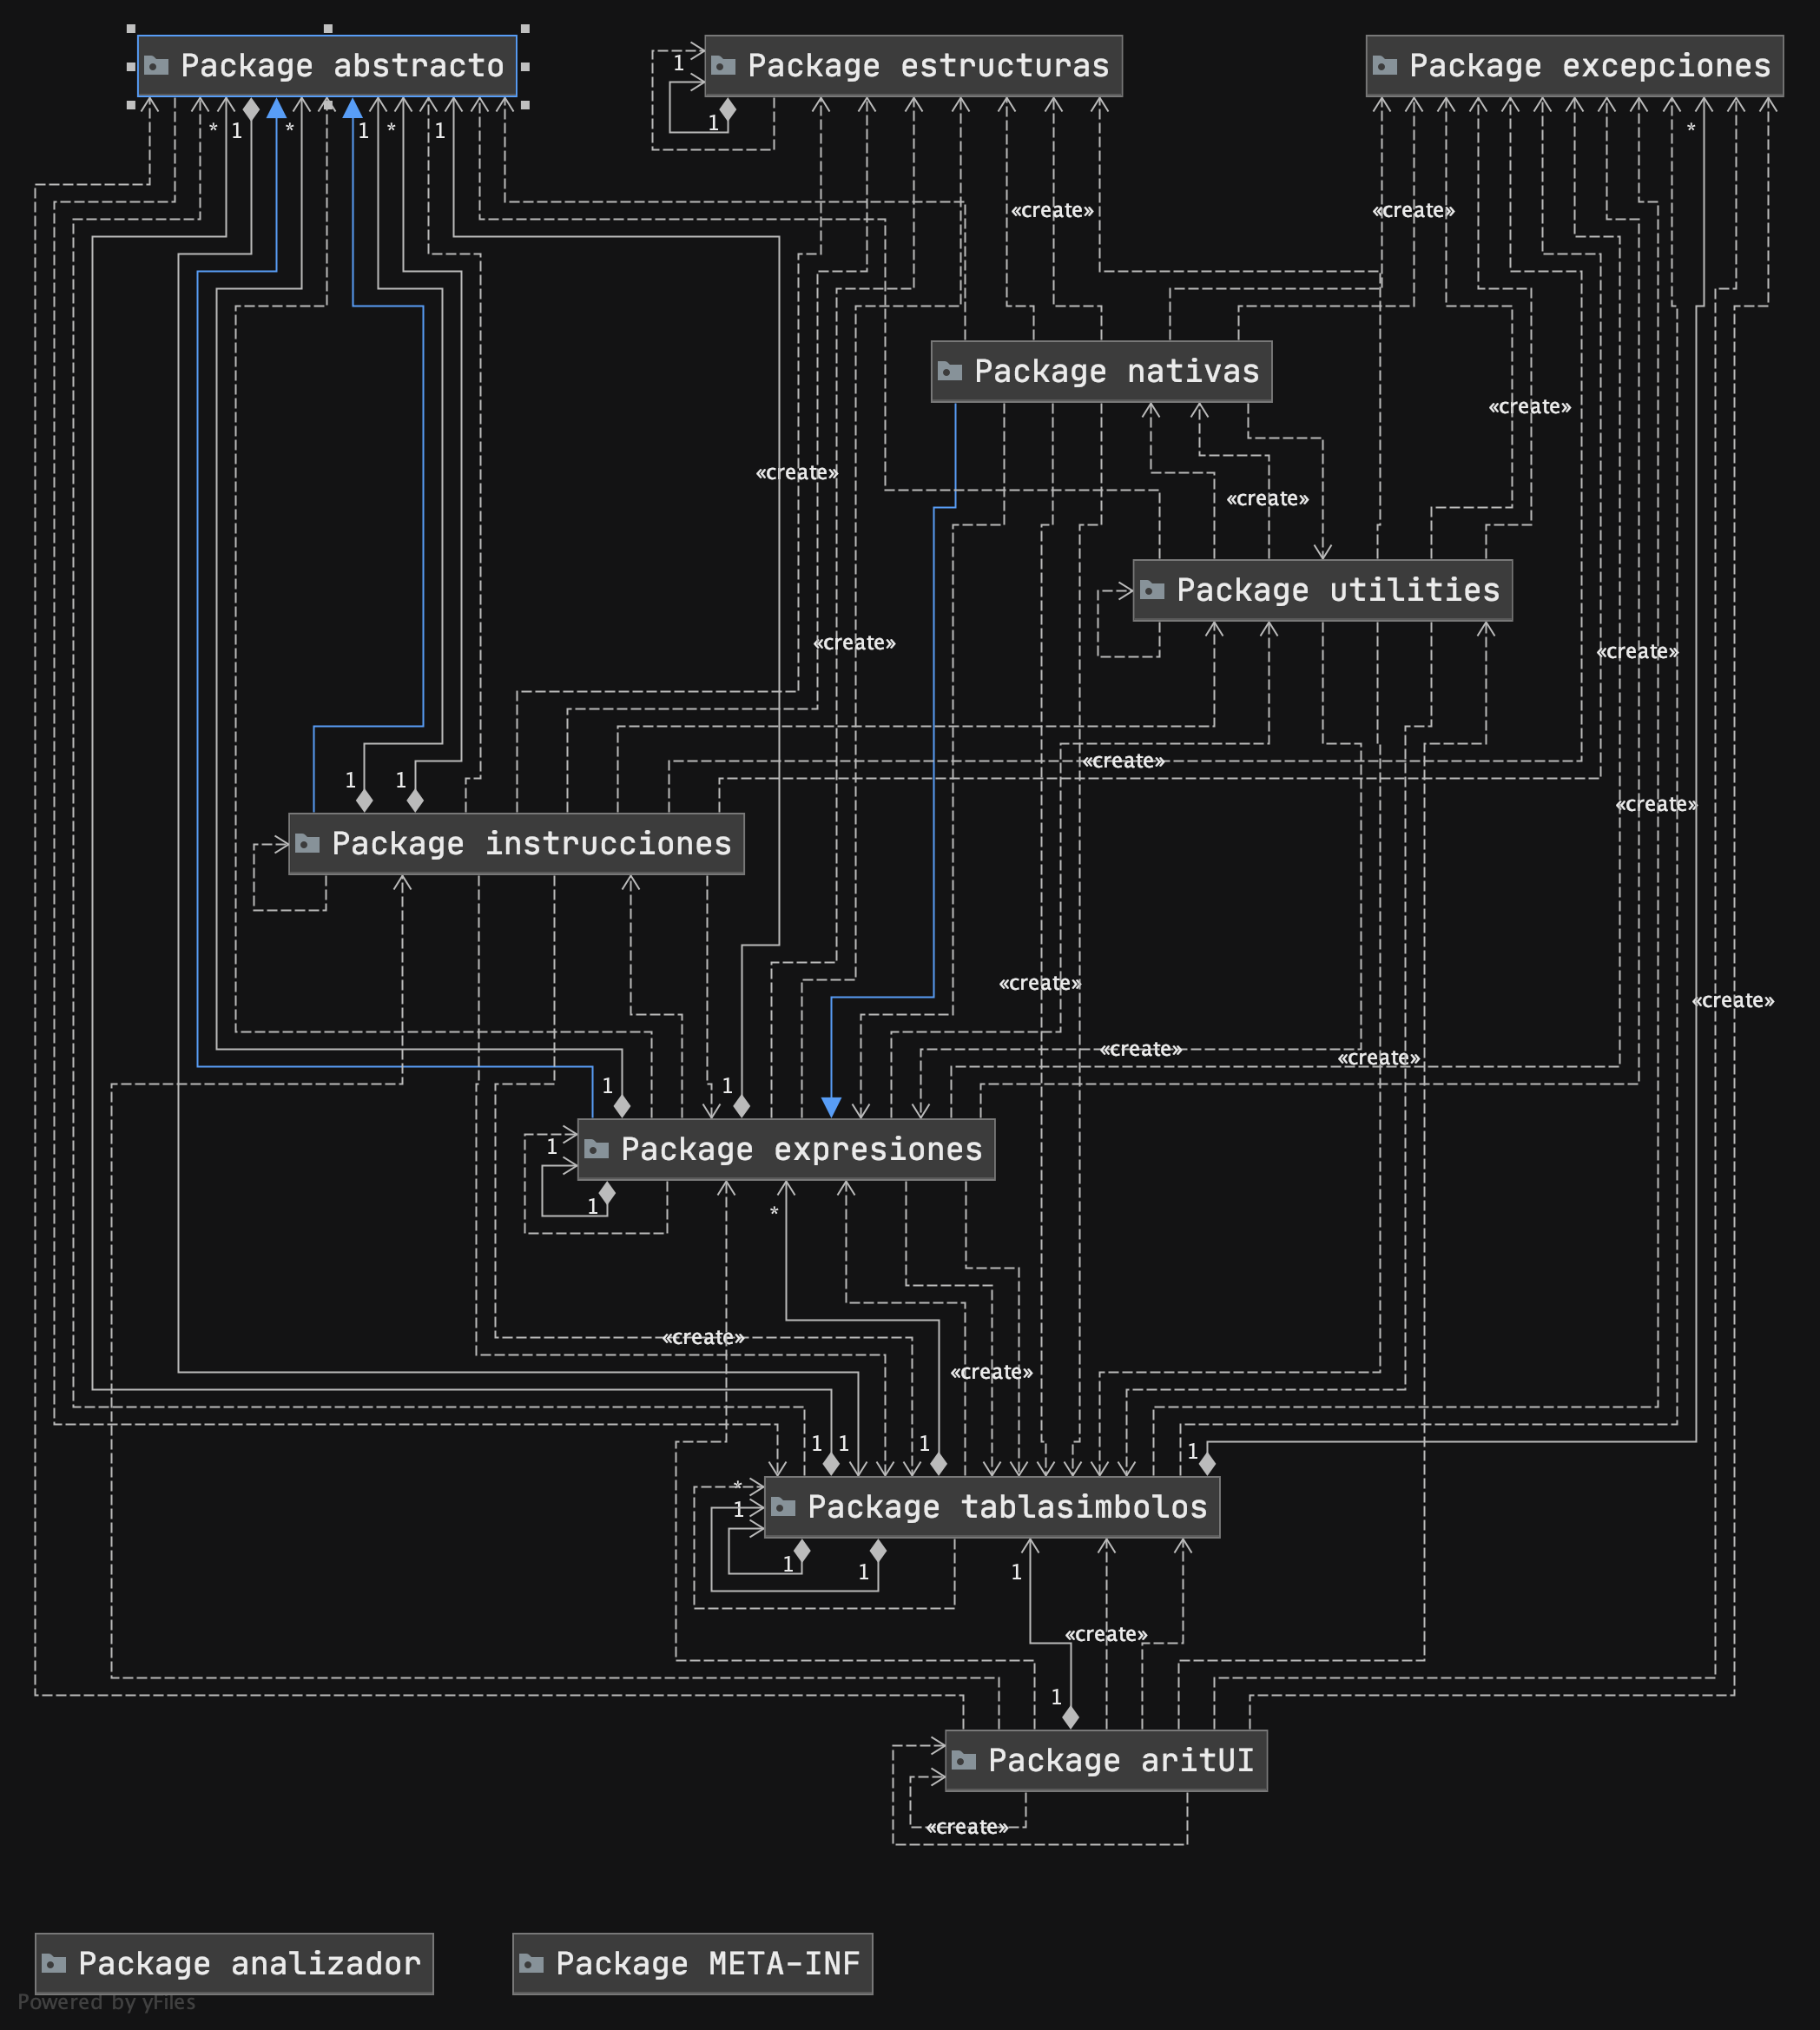 Package abstracto
Package estructuras
Package excepciones
1
1
* 1 * 1 * 1
*
«create»
«create»
Package nativas
«create»
«create»
«create»
Package utilities
«create»
«create»
«create»
1 1
«create»
Package instrucciones
«create»
«create»
«create»
«create»
1 1
Package expresiones
1
1
*
«create»
«create»
1 1 1 1
Package tablasimbolos
*
1
1 1 1
«create»
1
Package aritUI
«create»
Package analizador
Package META-INF
Powered by yFiles